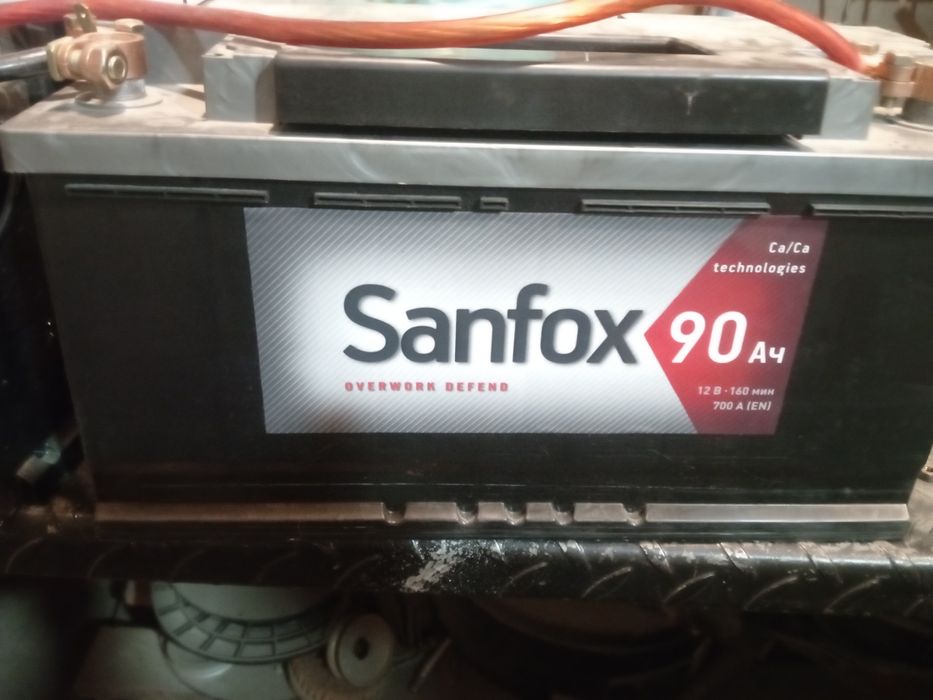 Ca/Ca
technologies
Sanfox
90 Ач
OVERWORK DEFEND
12 В · 160 мин
700 А (EN)